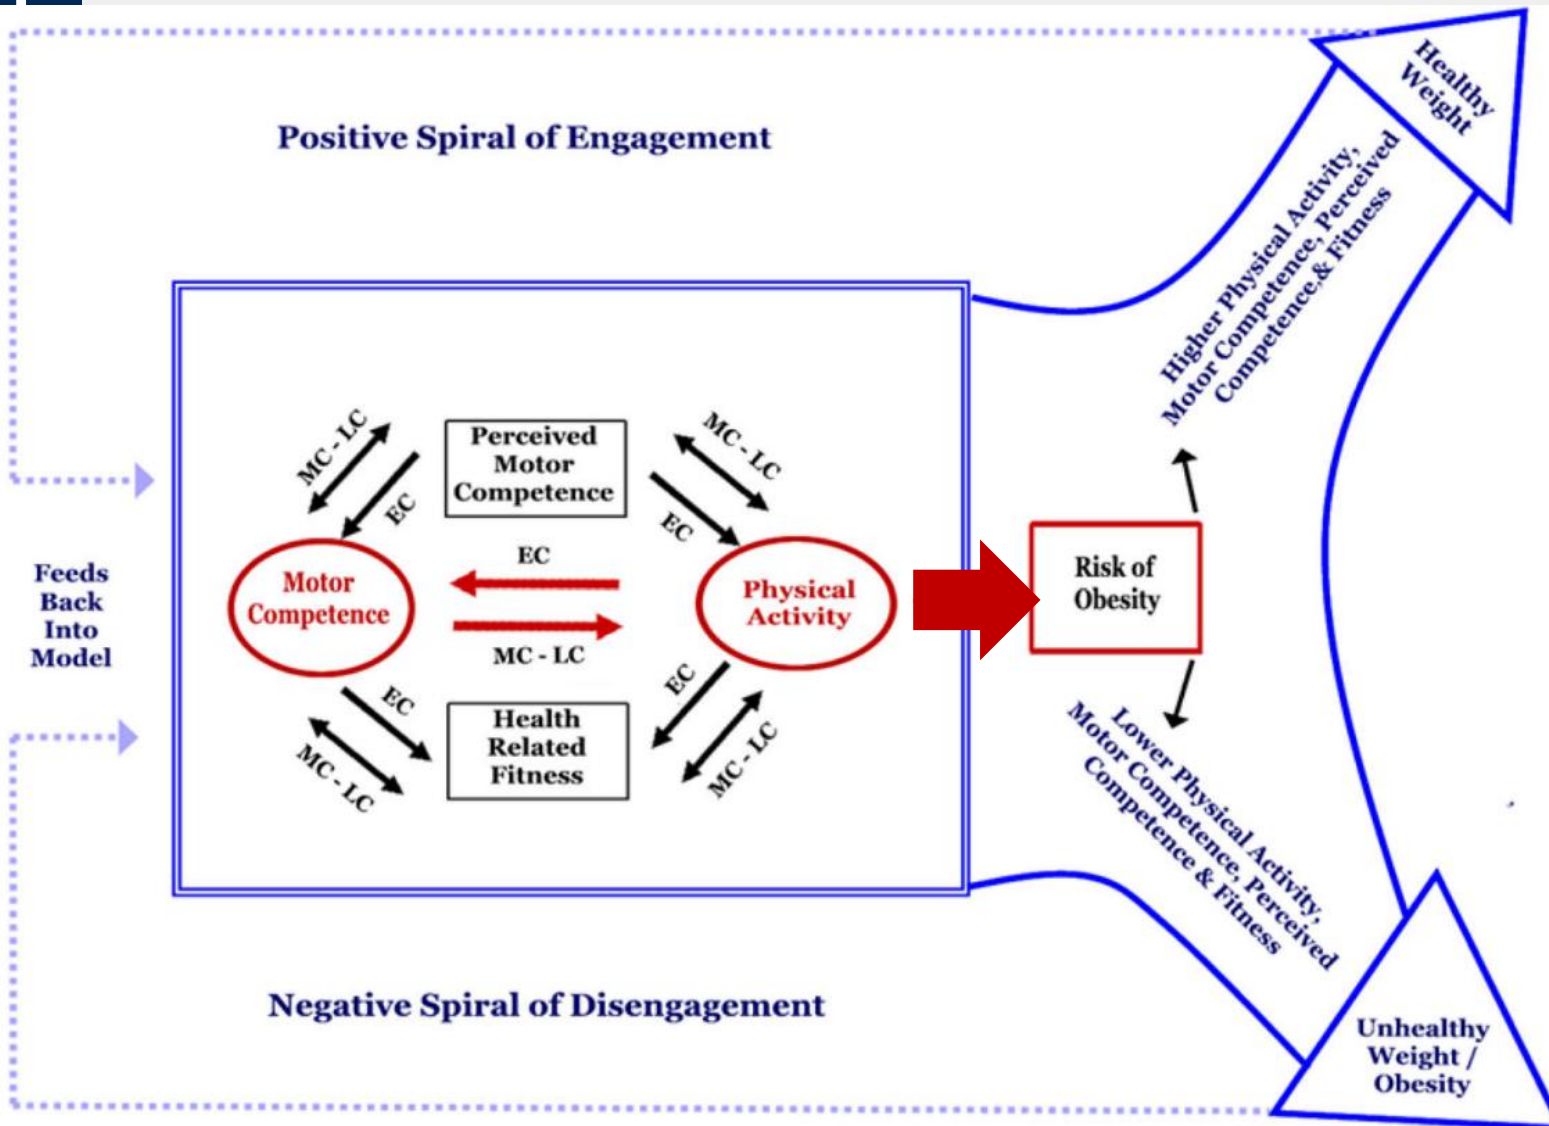 Positive Spiral of Engagement
Healthy
Weight
Higher Physical Activity,
Motor Competence, Perceived
Competence,& Fitness
MC - LC
EC
Perceived
Motor
Competence
MC - LC
EC
Feeds
Back
Into
Model
Motor
Competence
EC
MC - LC
Physical
Activity
Risk of
Obesity
EC
MC - LC
Health
Related
Fitness
EC
MC - LC
Lower Physical Activity,
Motor Competence, Perceived
Competence & Fitness
Negative Spiral of Disengagement
Unhealthy
Weight /
Obesity